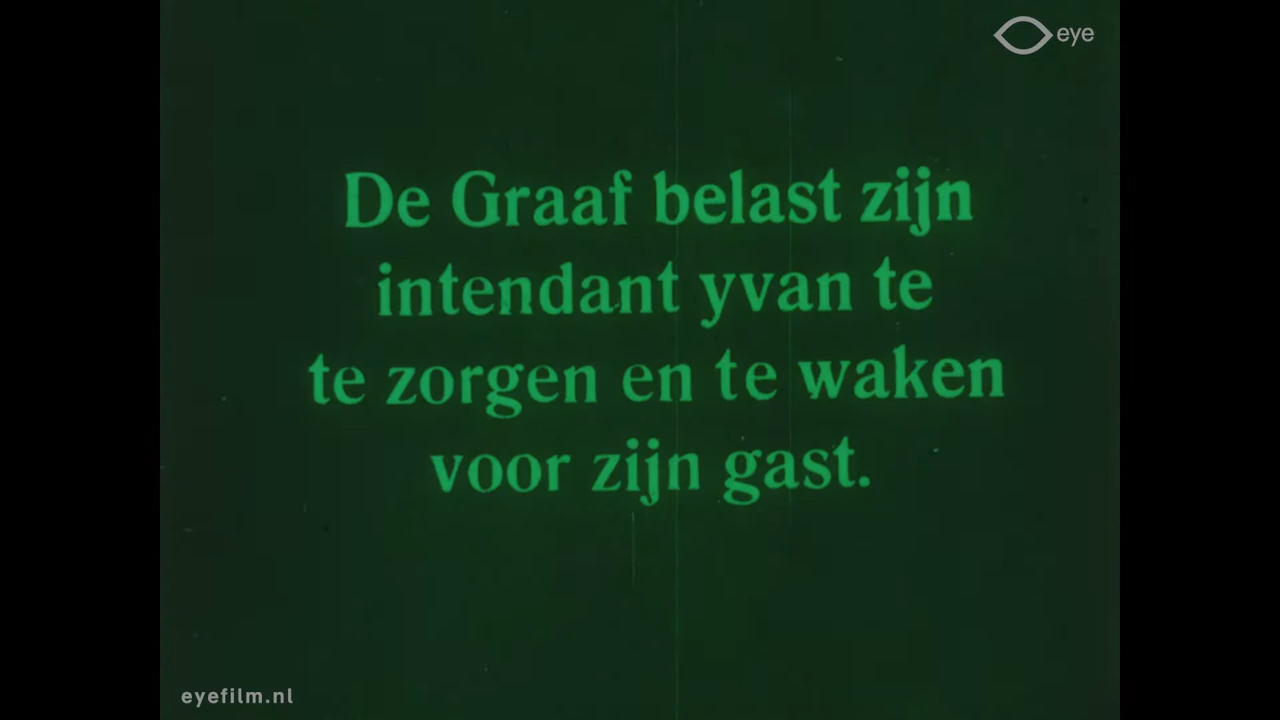 eye
De Graaf belast zijn
intendant yvan te
te zorgen en te waken
voor zijn gast.
eyefilm.nl